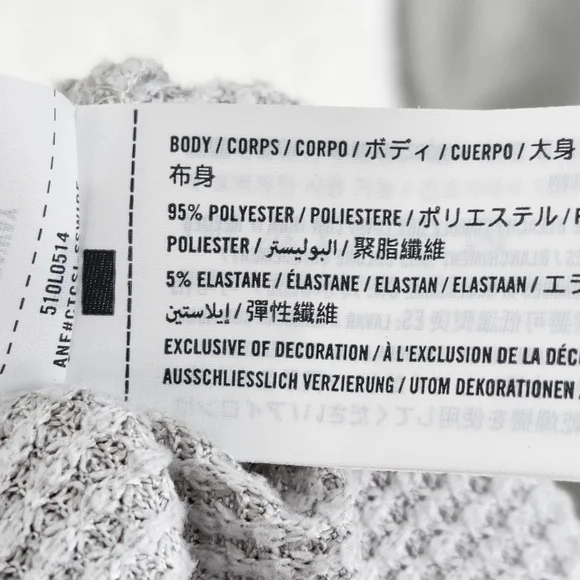 BODY / CORPS / CORPO / ボディ / CUERPO / 大身
布身
95% POLYESTER / POLIESTERE / ポリエステル /
POLIESTER / البوليستر / 聚脂纖維
5% ELASTANE / ÉLASTANE / ELASTAN / ELASTAAN / エラ
إيلاستين / 彈性纖維
EXCLUSIVE OF DECORATION / À L'EXCLUSION DE LA DÉC
AUSSCHLIESSLICH VERZIERUNG / UTOM DEKORATIONEN
510L0514